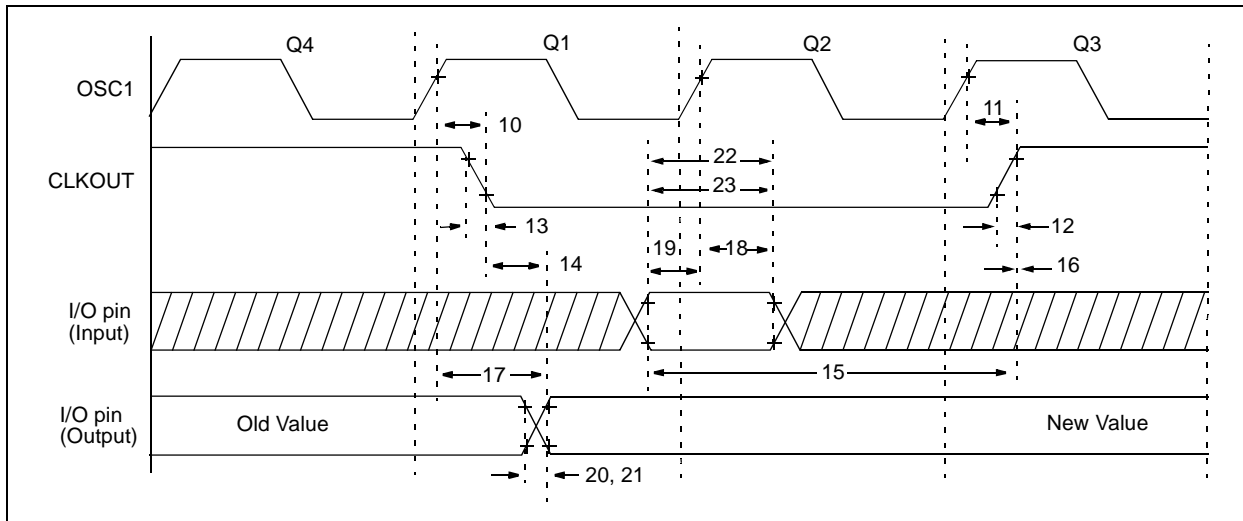 Q4
Q1
Q2
Q3
OSC1
10
11
22
CLKOUT
23
13
12
19
18
14
16
I/O pin
(Input)
17
15
I/O pin
(Output)
Old Value
New Value
20, 21